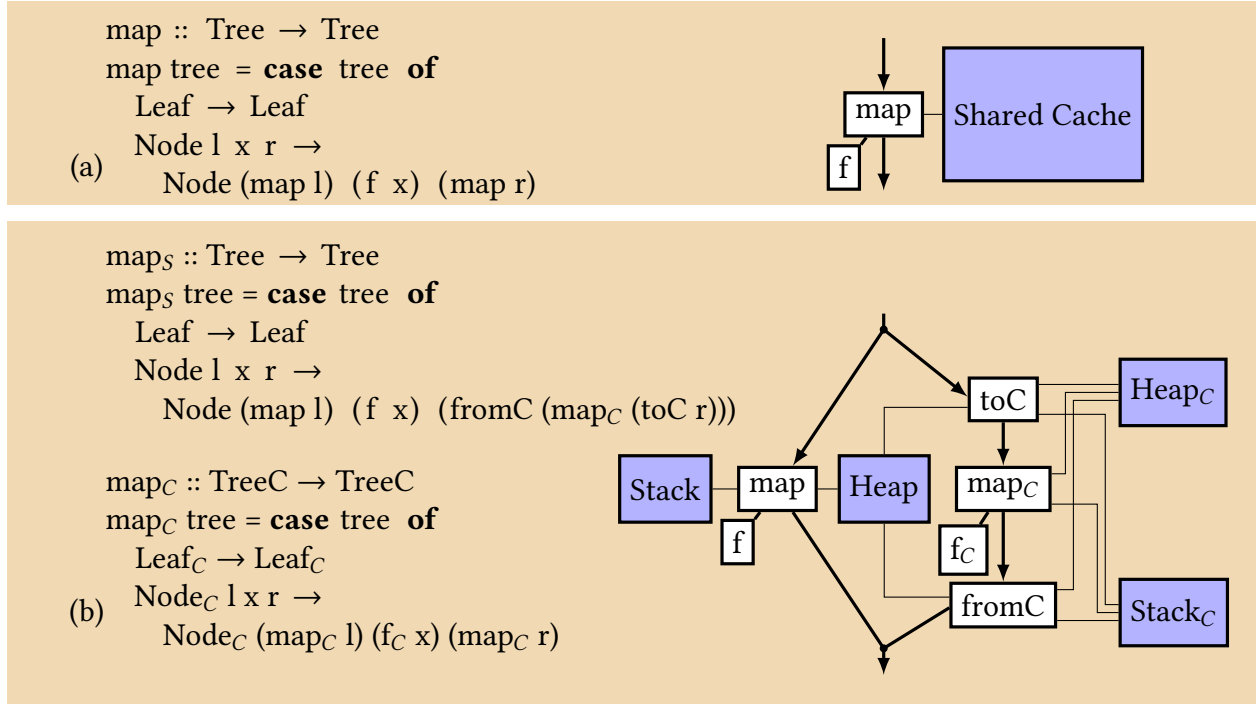 map :: Tree → Tree
map tree = case tree of
Leaf → Leaf
Node l x r →
(a) Node (map l) (f x) (map r)
map
f
Shared Cache
map_S :: Tree → Tree
map_S tree = case tree of
Leaf → Leaf
Node l x r →
Node (map l) (f x) (fromC (map_C (toC r)))
map_C :: TreeC → TreeC
map_C tree = case tree of
Leaf_C → Leaf_C
(b) Node_C l x r →
Node_C (map_C l) (f_C x) (map_C r)
toC
Heap_C
Stack
map
Heap
map_C
f
f_C
fromC
Stack_C